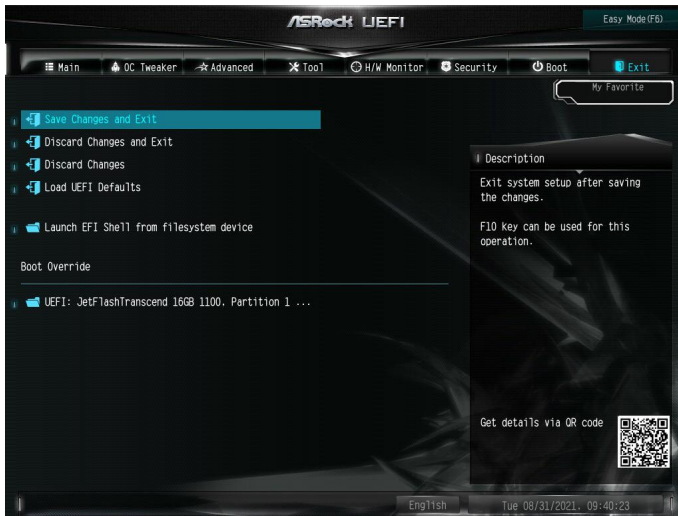 ASRock UEFI
Easy Mode(F6)
Main
OC Tweaker
Advanced
Tool
H/W Monitor
Security
Boot
Exit
My Favorite
Save Changes and Exit
Discard Changes and Exit
Discard Changes
Load UEFI Defaults
Launch EFI Shell from filesystem device
Boot Override
UEFI: JetFlashTranscend 16GB 1100, Partition 1 ...
Description
Exit system setup after saving
the changes.
F10 key can be used for this
operation.
Get details via QR code
English
Tue 08/31/2021, 09:40:23